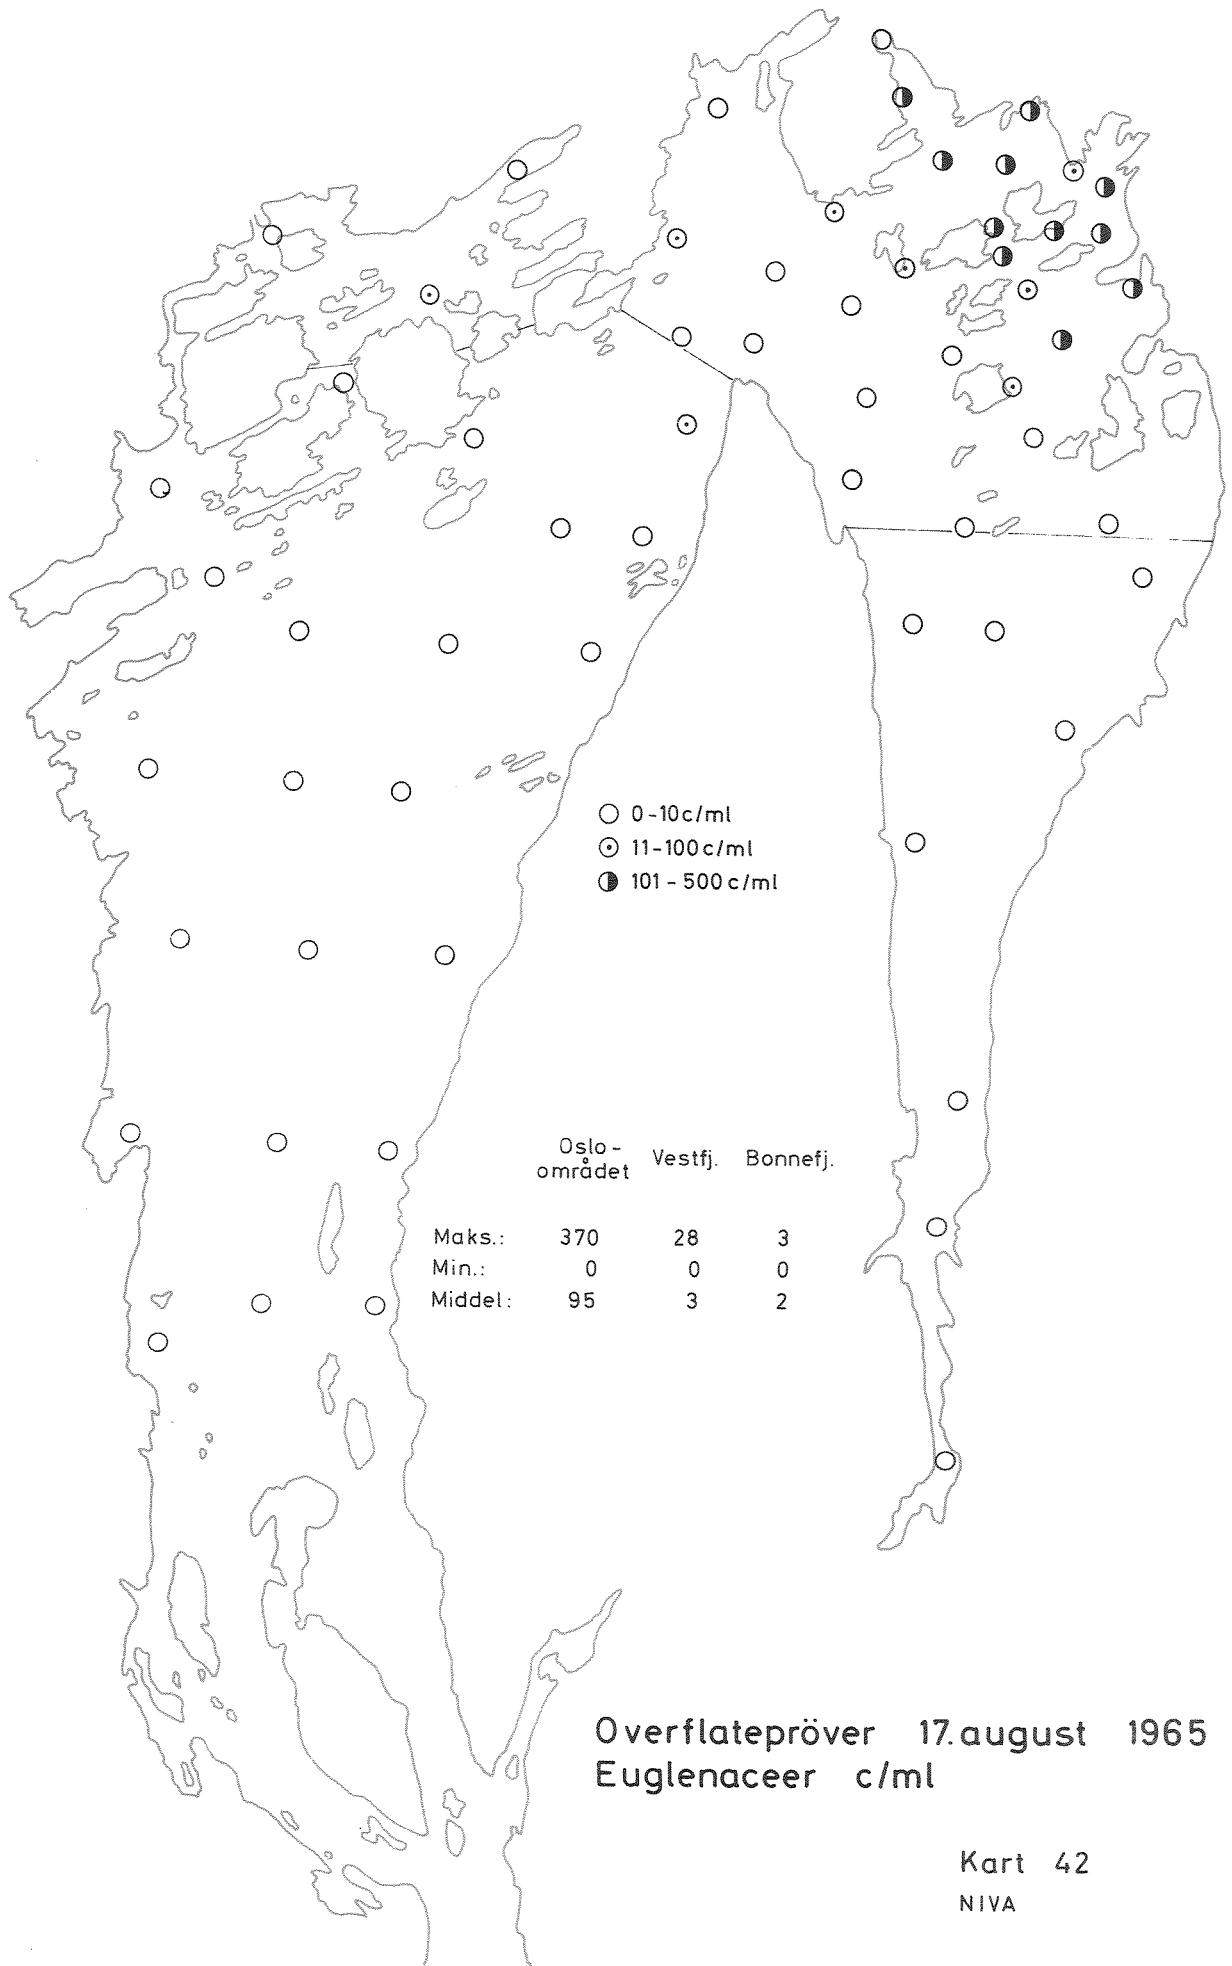 0-10c/ml
11-100c/ml
101-500c/ml
Oslo-området Vestfj. Bonnefj.
Maks.: 370 28 3
Min.: 0 0 0
Middel: 95 3 2
Overflatepröver 17. august 1965
Euglenaceer c/ml
Kart 42
NIVA